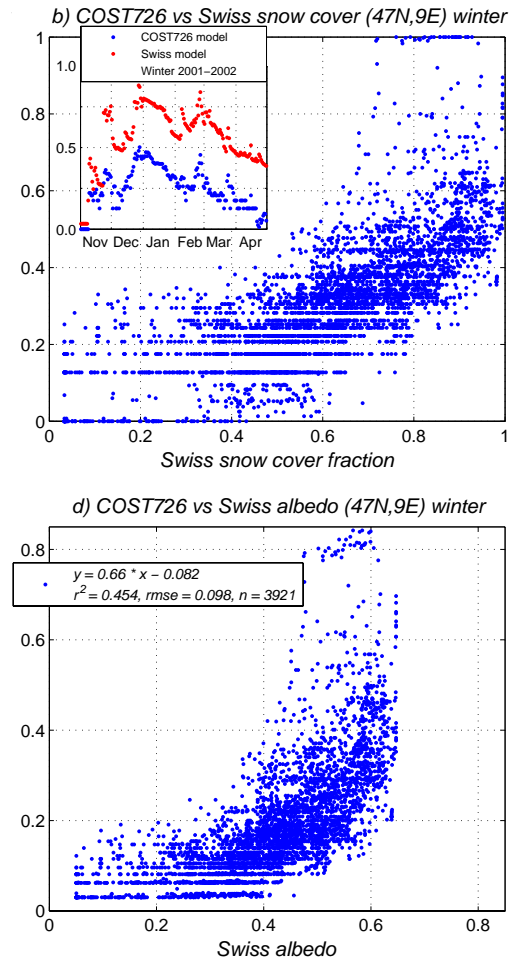 b) COST726 vs Swiss snow cover (47N,9E) winter
COST726 model
Swiss model
Winter 2001−2002
1
0.8
0.6
0.4
0.2
0
1.0
0.5
0.0
Nov Dec Jan Feb Mar Apr
0 0.2 0.4 0.6 0.8 1
Swiss snow cover fraction
d) COST726 vs Swiss albedo (47N,9E) winter
y = 0.66 * x − 0.082
r² = 0.454, rmse = 0.098, n = 3921
0.8
0.6
0.4
0.2
0
0 0.2 0.4 0.6 0.8
Swiss albedo